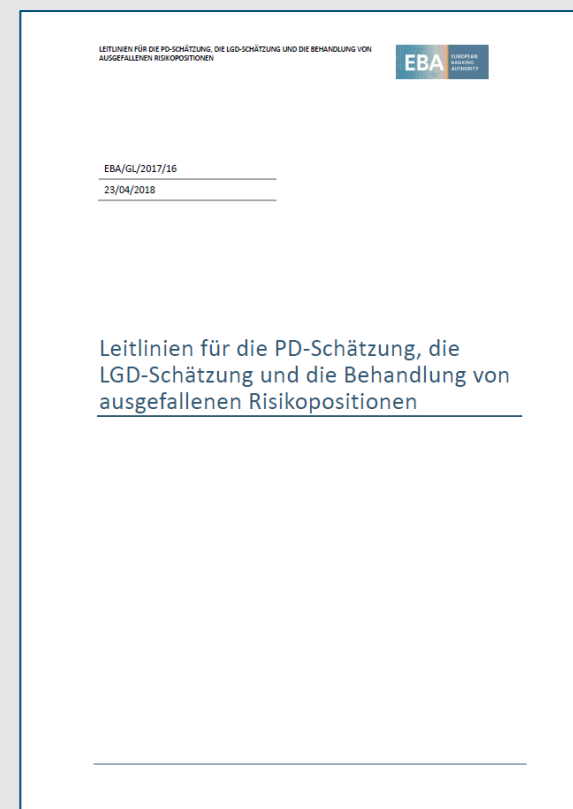 LEITLINIEN FÜR DIE PD-SCHÄTZUNG, DIE LGD-SCHÄTZUNG UND DIE BEHANDLUNG VON
AUSGEFALLENEN RISIKOPOSITIONEN
EBA
EUROPEAN
BANKING
AUTHORITY
EBA/GL/2017/16
23/04/2018
Leitlinien für die PD-Schätzung, die
LGD-Schätzung und die Behandlung von
ausgefallenen Risikopositionen